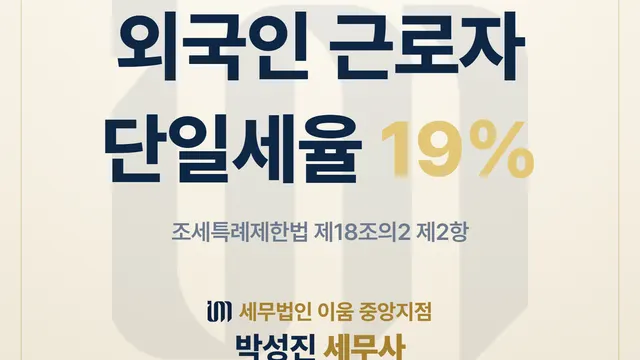 외국인 근로자
단일세율 19%
조세특례제한법 제18조의2 제2항
세무법인 이움 중앙지점
박성진 세무사